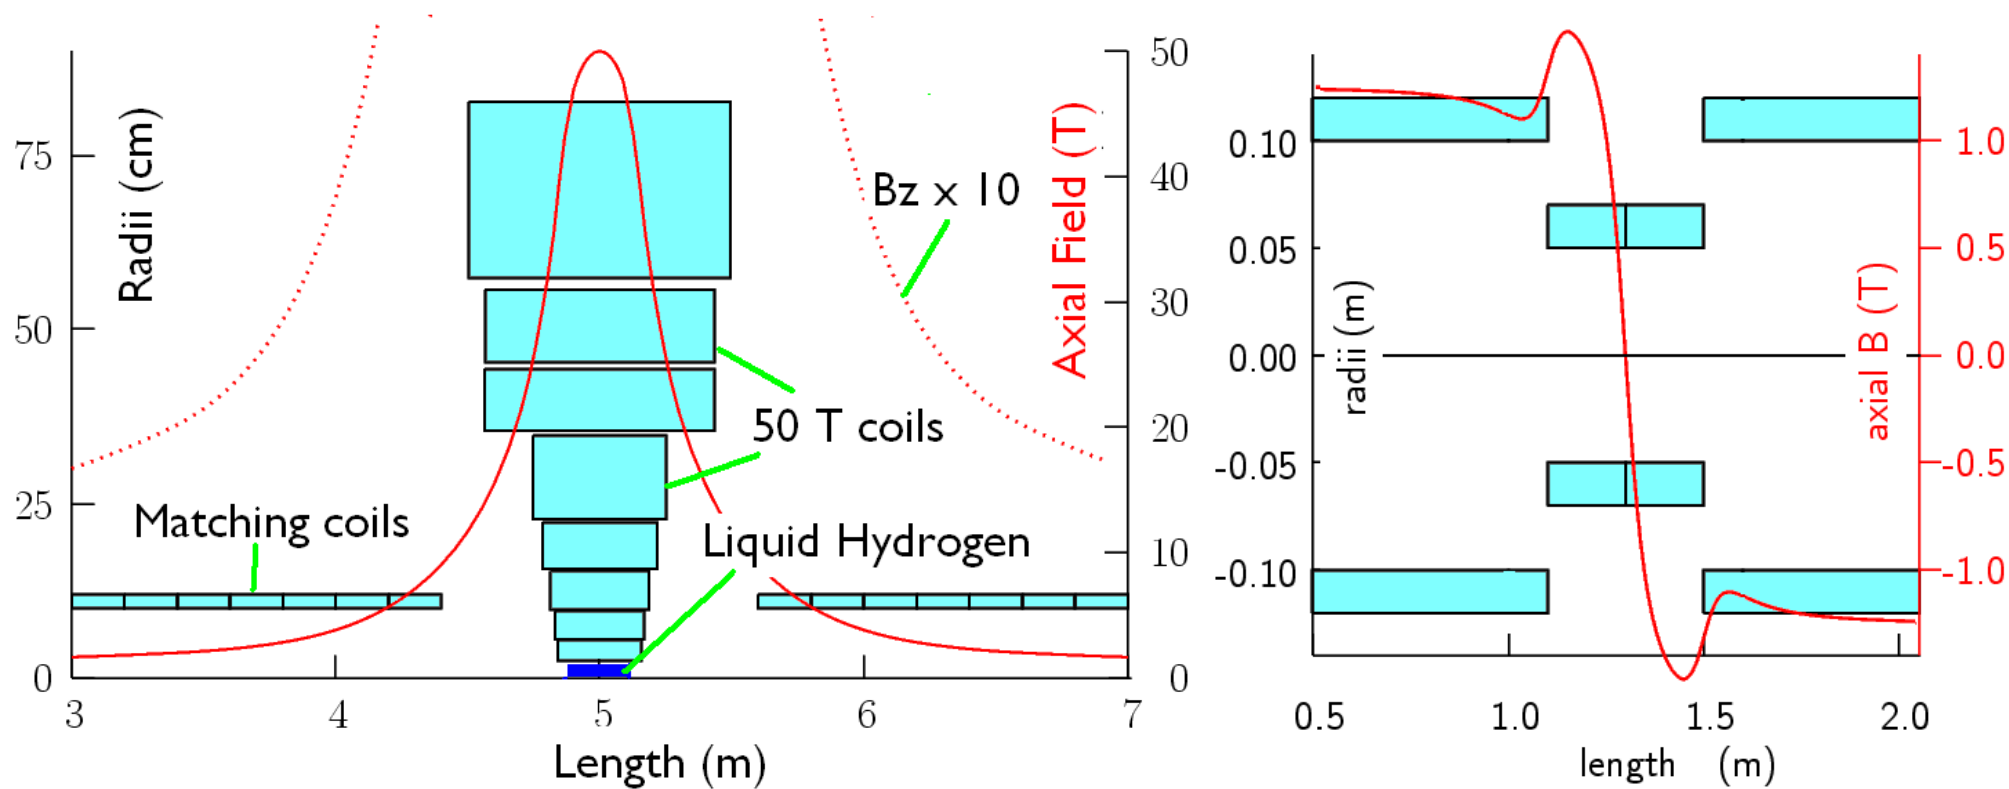 Radii (cm)
75
50
25
0
3
4
5
6
7
Length (m)
Matching coils
50 T coils
Liquid Hydrogen
Bz x 10
Axial Field (T)
50
40
30
20
10
0
0.10
0.05
0.00
-0.05
-0.10
radii (m)
0.5
1.0
1.5
2.0
length (m)
axial B (T)
1.0
0.5
0.0
-0.5
-1.0